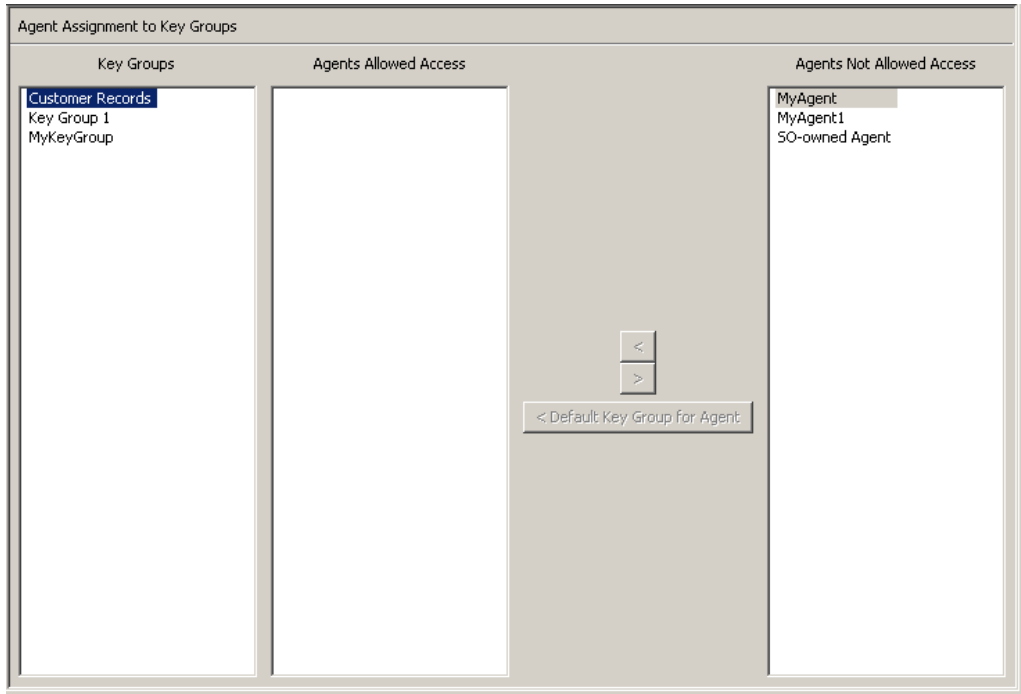 Agent Assignment to Key Groups
Key Groups
Agents Allowed Access
Agents Not Allowed Access
Customer Records
Key Group 1
MyKeyGroup
MyAgent
MyAgent1
SO-owned Agent
<
>
< Default Key Group for Agent